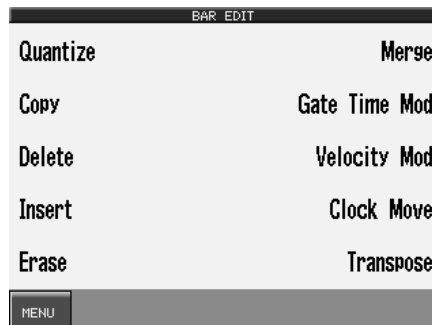 BAR EDIT
Quantize Merge
Copy Gate Time Mod
Delete Velocity Mod
Insert Clock Move
Erase Transpose
MENU